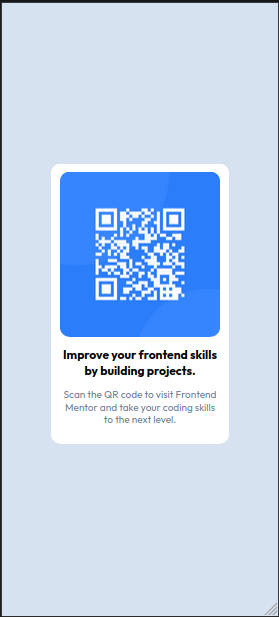 Improve your frontend skills
by building projects.
Scan the QR code to visit Frontend
Mentor and take your coding skills
to the next level.